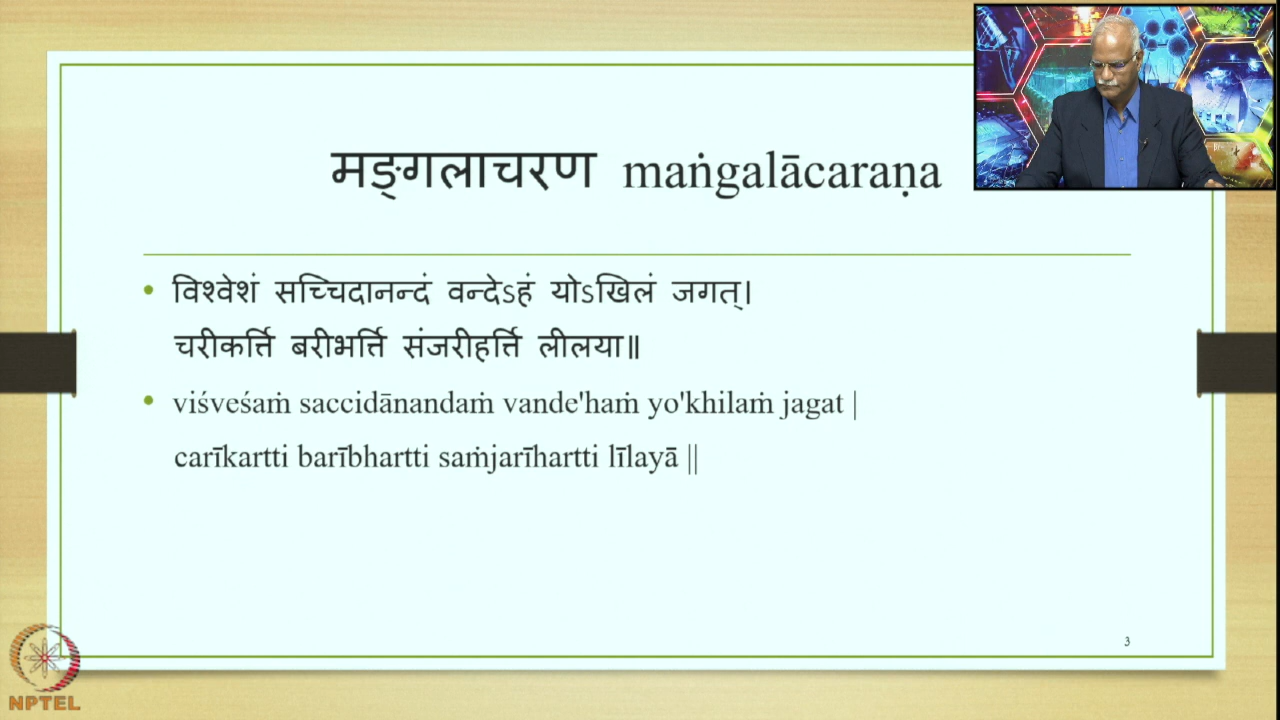 मङ्गलाचरण maṅgalācaraṇa
• विश्वेशं सच्चिदानन्दं वन्देऽहं योऽखिलं जगत्।
चरीकर्त्ति बरीभर्त्ति संजरीहर्त्ति लीलया॥
• viśveśaṁ saccidānandaṁ vande'haṁ yo'khilaṁ jagat |
carīkartti barībhartti saṁjarīhartti līlayā ||
3
NPTEL